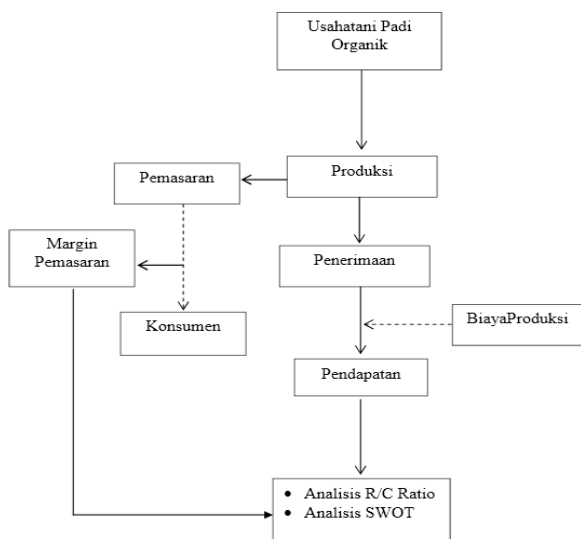 Usahatani Padi
Organik
Produksi
Pemasaran
Margin
Pemasaran
Penerimaan
Konsumen
BiayaProduksi
Pendapatan
• Analisis R/C Ratio
• Analisis SWOT